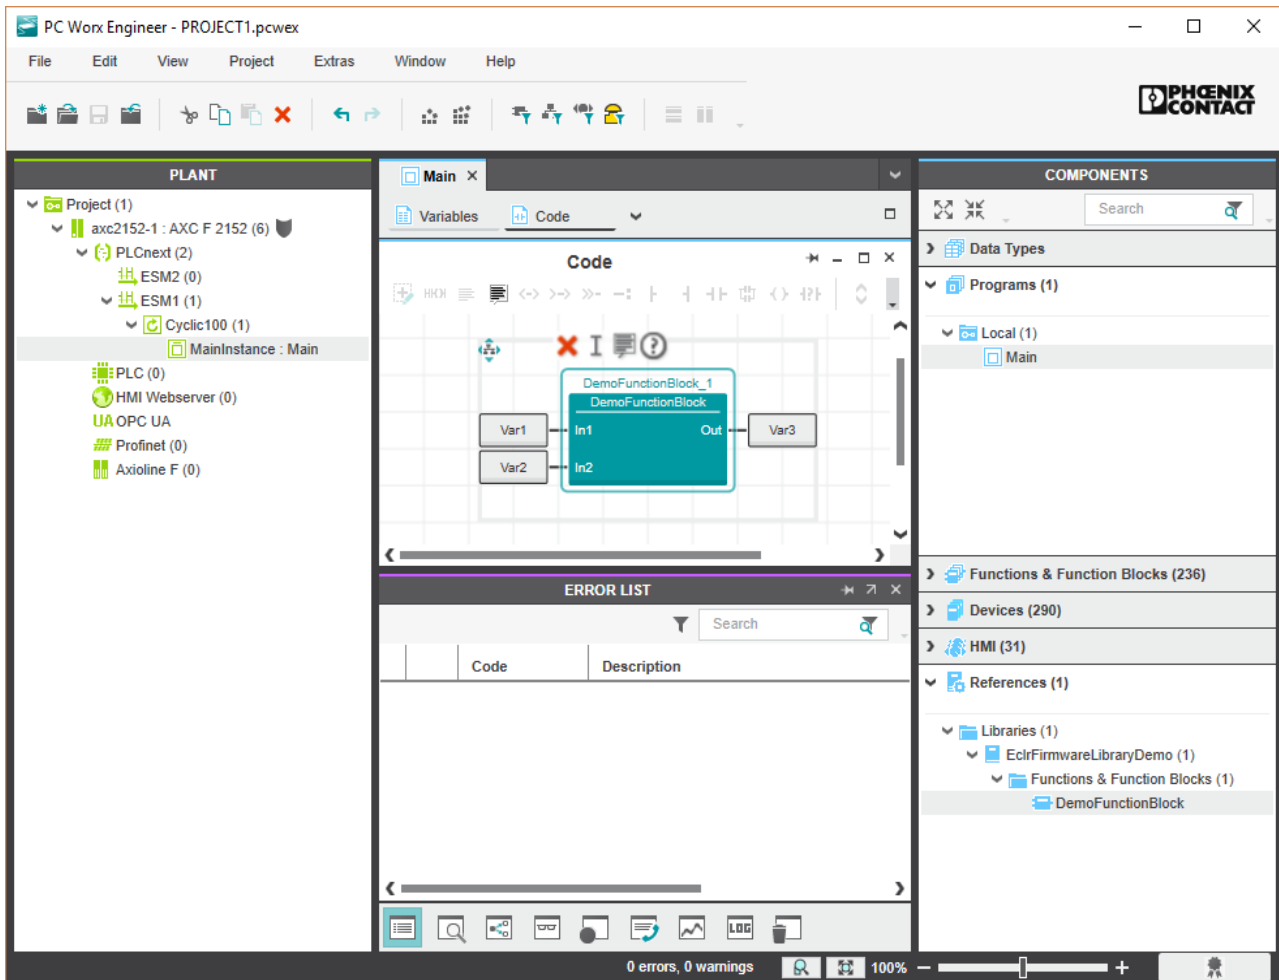 PC Worx Engineer - PROJECT1.pcwex
File Edit View Project Extras Window Help
PHŒNIX
CONTACT
PLANT
Project (1)
axc2152-1 : AXC F 2152 (6)
PLCnext (2)
ESM2 (0)
ESM1 (1)
Cyclic100 (1)
MainInstance : Main
PLC (0)
HMI Webserver (0)
UA OPC UA
Profinet (0)
Axioline F (0)
Main
Variables Code
Code
DemoFunctionBlock_1
DemoFunctionBlock
Var1 In1 Out Var3
Var2 In2
ERROR LIST
Search
Code Description
LOG
COMPONENTS
Search
Data Types
Programs (1)
Local (1)
Main
Functions & Function Blocks (236)
Devices (290)
HMI (31)
References (1)
Libraries (1)
EclrFirmwareLibraryDemo (1)
Functions & Function Blocks (1)
DemoFunctionBlock
0 errors, 0 warnings 100%